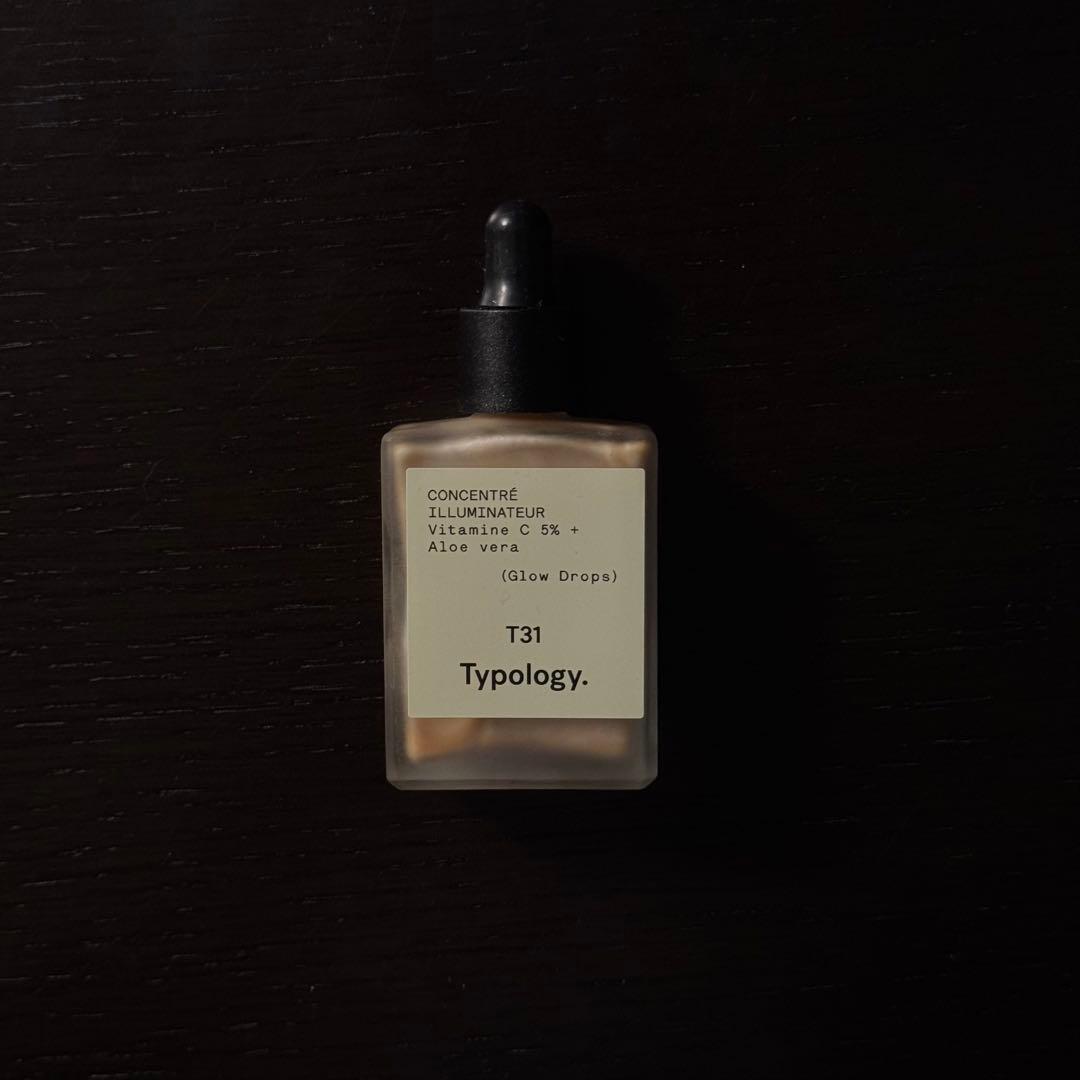 CONCENTRÉ
ILLUMINATEUR
Vitamine C 5% +
Aloe vera
(Glow Drops)
T31
Typology.